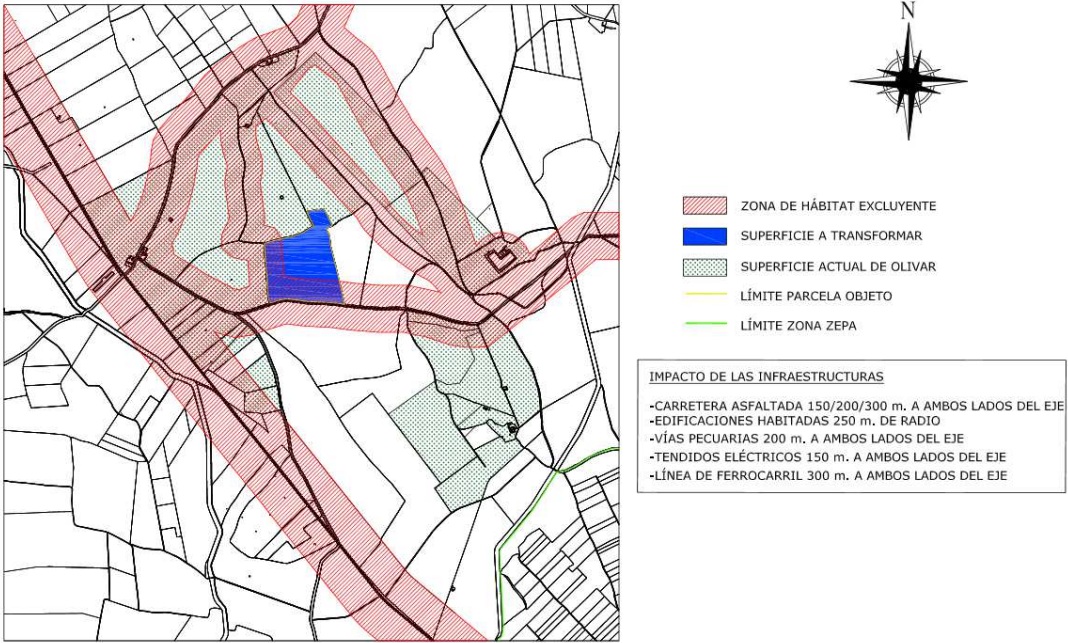 N
ZONA DE HÁBITAT EXCLUYENTE
SUPERFICIE A TRANSFORMAR
SUPERFICIE ACTUAL DE OLIVAR
LÍMITE PARCELA OBJETO
LÍMITE ZONA ZEPA
IMPACTO DE LAS INFRAESTRUCTURAS
-CARRETERA ASFALTADA 150/200/300 m. A AMBOS LADOS DEL EJE
-EDIFICACIONES HABITADAS 250 m. DE RADIO
-VÍAS PECUARIAS 200 m. A AMBOS LADOS DEL EJE
-TENDIDOS ELÉCTRICOS 150 m. A AMBOS LADOS DEL EJE
-LÍNEA DE FERROCARRIL 300 m. A AMBOS LADOS DEL EJE